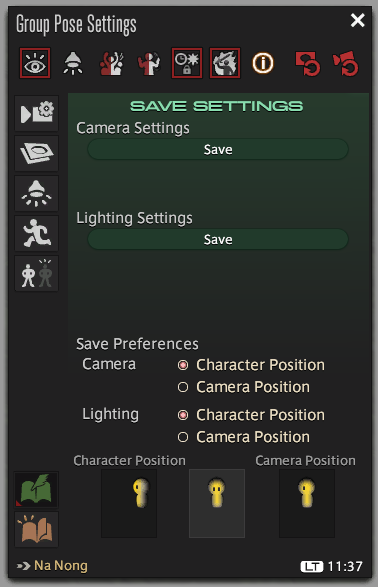 Group Pose Settings
SAVE SETTINGS
Camera Settings
Save
Lighting Settings
Save
Save Preferences
Camera Character Position
Camera Position
Lighting Character Position
Camera Position
Character Position Camera Position
Na Nong LT 11:37